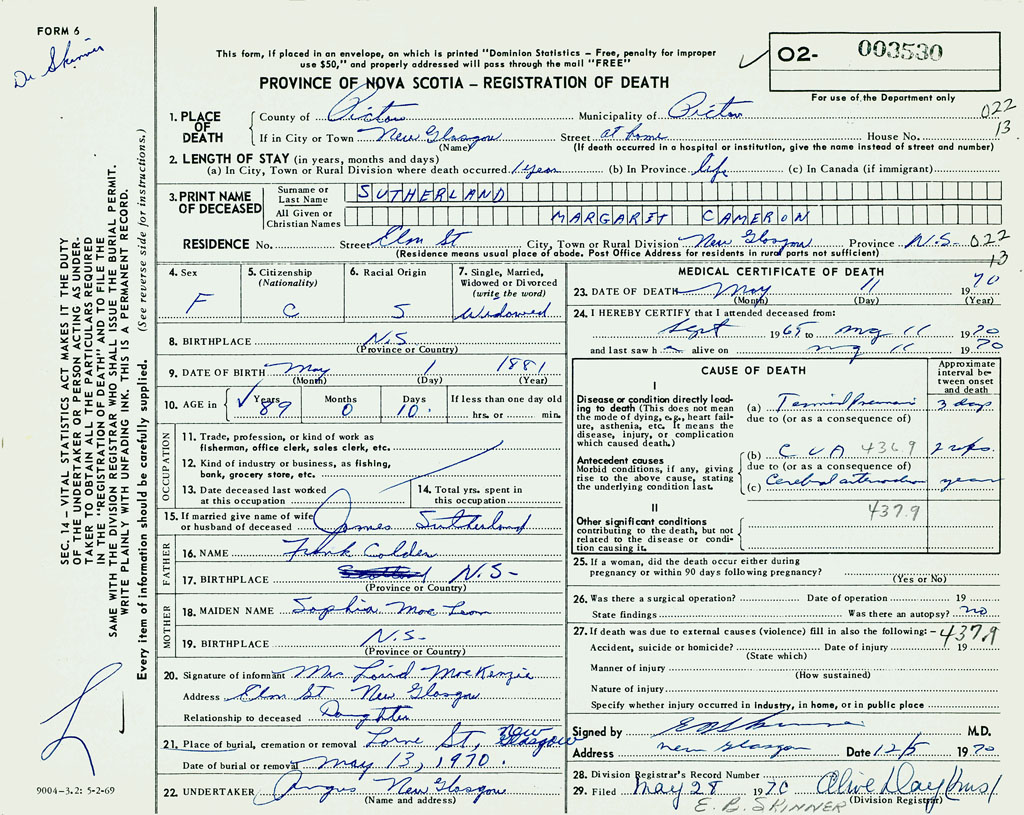 FORM 6
Dr Skinner
This form, if placed in an envelope, on which is printed "Dominion Statistics - Free, penalty for improper
use $50," and properly addressed will pass through the mail "FREE"
PROVINCE OF NOVA SCOTIA - REGISTRATION OF DEATH
02- 003530
For use of the Department only
022
13
1. PLACE OF DEATH
County of Pictou Municipality of Pictou
If in City or Town New Glasgow Street at home House No.
(Name) (If death occurred in a hospital or institution, give the name instead of street and number)
2. LENGTH OF STAY (in years, months and days)
(a) In City, Town or Rural Division where death occurred 1 year (b) In Province life (c) In Canada (if immigrant)
3. PRINT NAME OF DECEASED
Surname or Last Name SUTHERLAND
All Given or Christian Names MARGARET CAMERON
RESIDENCE No. Street Elm St City, Town or Rural Division New Glasgow Province N.S. 022
(Residence means usual place of abode. Post Office Address for residents in rural parts not sufficient) 13
4. Sex F
5. Citizenship (Nationality) C
6. Racial Origin S
7. Single, Married, Widowed or Divorced (write the word) Widowed
8. BIRTHPLACE N.S
(Province or Country)
9. DATE OF BIRTH May 1 1881
(Month) (Day) (Year)
10. AGE in Years 89 Months 0 Days 10. If less than one day old
hrs. or min.
OCCUPATION
11. Trade, profession, or kind of work as
fisherman, office clerk, sales clerk, etc.
12. Kind of industry or business, as fishing,
bank, grocery store, etc.
13. Date deceased last worked
at this occupation
14. Total yrs. spent in
this occupation
15. If married give name of wife
or husband of deceased James Sutherland
FATHER
16. NAME Frank Colder
17. BIRTHPLACE N.S-
(Province or Country)
MOTHER
18. MAIDEN NAME Sophia Mac
19. BIRTHPLACE N.S-
(Province or Country)
20. Signature of informant Mrs Laird MacKenzie
Address Elm St New Glasgow
Relationship to deceased Daughter
21. Place of burial, cremation or removal Lorne St, New Glasgow
Date of burial or removal May 13, 1970.
22. UNDERTAKER Angus New Glasgow
(Name and address)
MEDICAL CERTIFICATE OF DEATH
23. DATE OF DEATH May 11 70
(Month) (Day) (Year)
24. I HEREBY CERTIFY that I attended deceased from:
Sept 1965 to my 11 1970
and last saw h alive on my 11 1970
CAUSE OF DEATH
Approximate interval between onset and death
I
Disease or condition directly leading
to death (This does not mean
the mode of dying, e.g., heart failure,
asthenia, etc. It means the
disease, injury, or complication
which caused death.)
(a) 3 days
due to (or as a consequence of)
Antecedent causes
Morbid conditions, if any, giving
rise to the above cause, stating
the underlying condition last.
(b) CVA 436.9 2 wks.
due to (or as a consequence of)
(c) Cerebral years
II
437.9
Other significant conditions
contributing to the death, but not
related to the disease or condition
causing it.
25. If a woman, did the death occur either during
pregnancy or within 90 days following pregnancy?
(Yes or No)
26. Was there a surgical operation? Date of operation 19
State findings Was there an autopsy? no
27. If death was due to external causes (violence) fill in also the following: - 437.9
Accident, suicide or homicide? Date of injury 19
(State which)
Manner of injury
(How sustained)
Nature of injury
Specify whether injury occurred in industry, in home, or in public place
Signed by E B Skinner M.D.
Address New Glasgow Date 12/5 1970
28. Division Registrar's Record Number
29. Filed May 28 1970 Olive Day (Mrs)
(Division Registrar)
E. B. SKINNER
SEC. 14 - VITAL STATISTICS ACT MAKES IT THE DUTY
OF THE UNDERTAKER OR PERSON ACTING AS UNDERTAKER
TO OBTAIN ALL THE PARTICULARS REQUIRED
IN THE "REGISTRATION OF DEATH" AND TO FILE THE
SAME WITH THE DIVISION REGISTRAR WHO SHALL ISSUE THE BURIAL PERMIT.
WRITE PLAINLY WITH UNFADING INK. THIS IS A PERMANENT RECORD.
Every item of information should be carefully supplied. (See reverse side for instructions.)
9004-3.2: 5-2-69